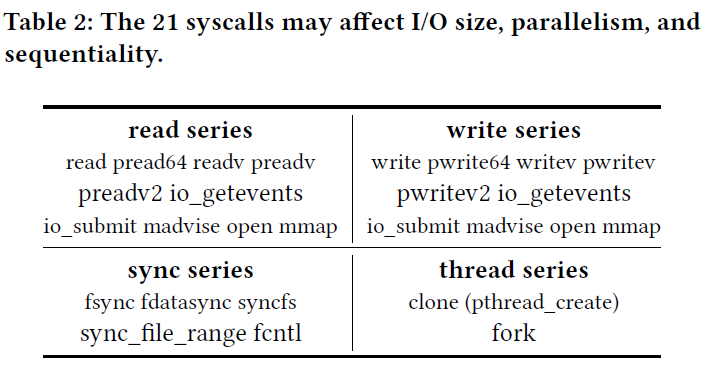 Table 2: The 21 syscalls may affect I/O size, parallelism, and
sequentiality.
read series
read pread64 readv preadv
preadv2 io_getevents
io_submit madvise open mmap
write series
write pwrite64 writev pwritev
pwritev2 io_getevents
io_submit madvise open mmap
sync series
fsync fdatasync syncfs
sync_file_range fcntl
thread series
clone (pthread_create)
fork